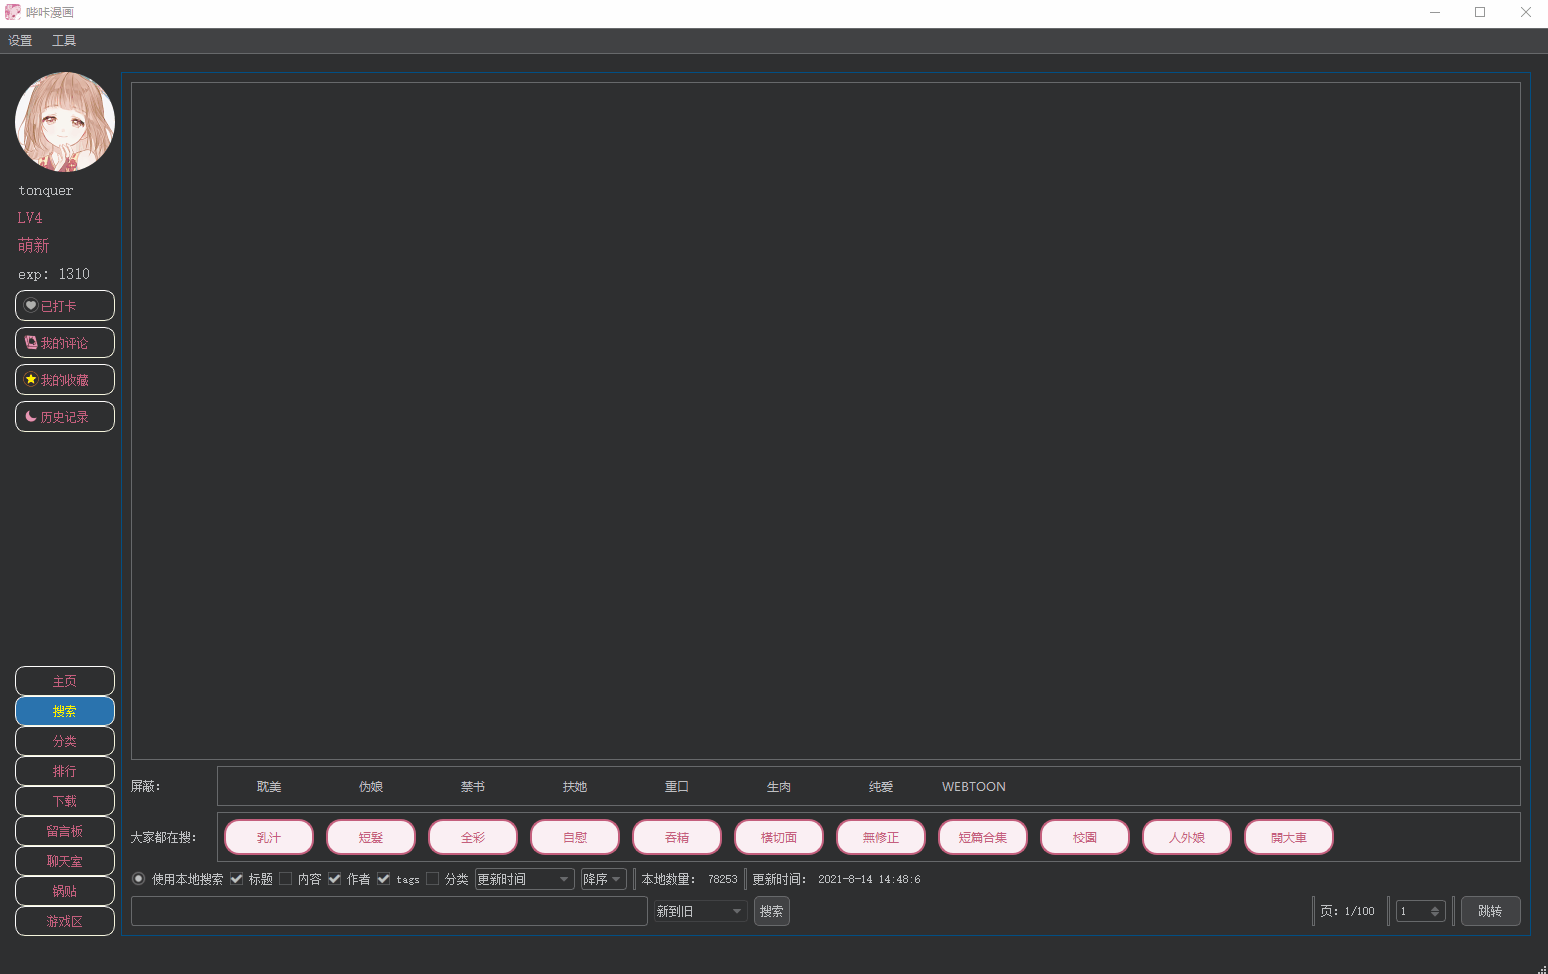 哔咔漫画
设置 工具
tonquer
LV4
萌新
exp: 1310
已打卡
我的评论
我的收藏
历史记录
主页
搜索
分类
排行
下载
留言板
聊天室
锅贴
游戏区
屏蔽: 耽美 伪娘 禁书 扶她 重口 生肉 纯爱 WEBTOON
大家都在搜: 乳汁 短髮 全彩 自慰 吞精 橫切面 無修正 短篇合集 校園 人外娘 開大車
使用本地搜索 标题 内容 作者 tags 分类 更新时间 降序 本地数量: 78253 更新时间: 2021-8-14 14:48:6
新到旧 搜索 页: 1/100 1 跳转